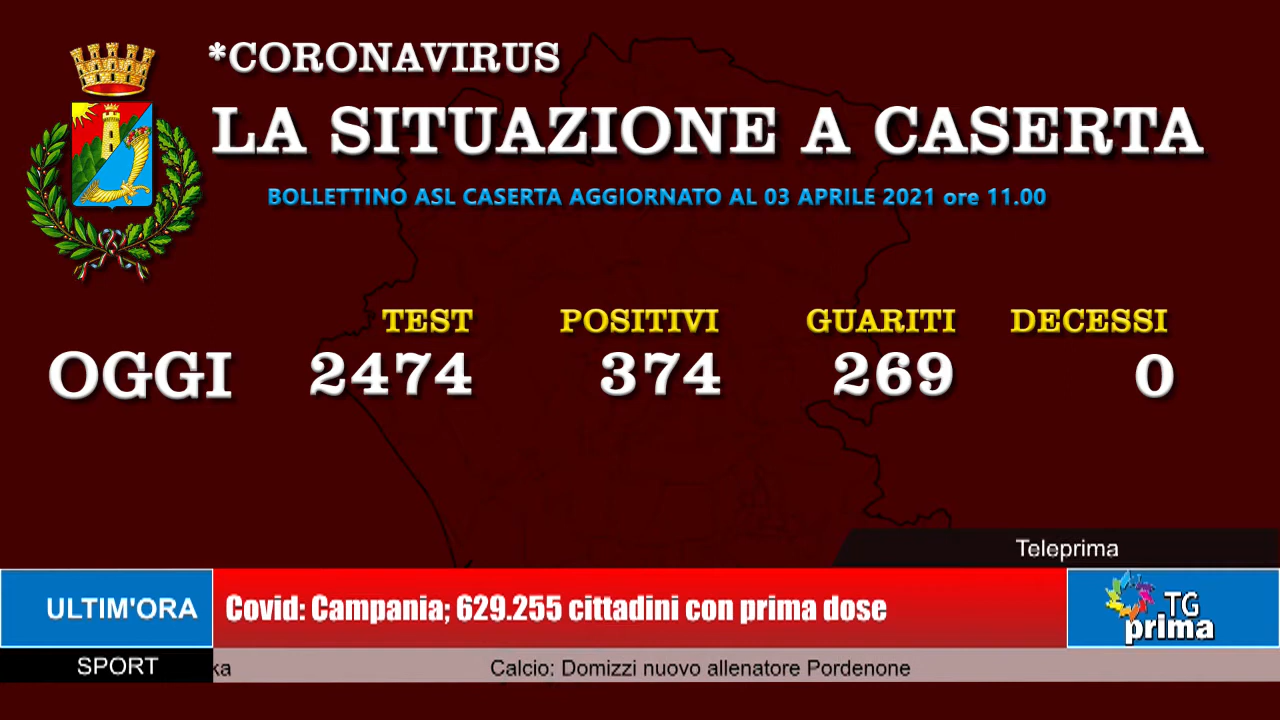 *CORONAVIRUS
LA SITUAZIONE A CASERTA
BOLLETTINO ASL CASERTA AGGIORNATO AL 03 APRILE 2021 ore 11.00
TEST POSITIVI GUARITI DECESSI
OGGI 2474 374 269 0
Teleprima
ULTIM'ORA Covid: Campania; 629.255 cittadini con prima dose
TG
prima
SPORT ka Calcio: Domizzi nuovo allenatore Pordenone